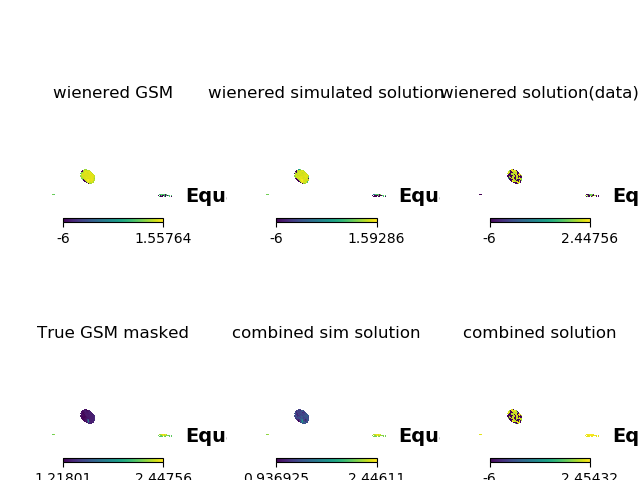 wienered GSM wienered simulated solution wienered solution(data)
Equ Equ Eq
-6 1.55764 -6 1.59286 -6 2.44756
True GSM masked combined sim solution combined solution
Equ Equ Eq
1.21801 2.44756 0.936925 2.44611 -6 2.45432